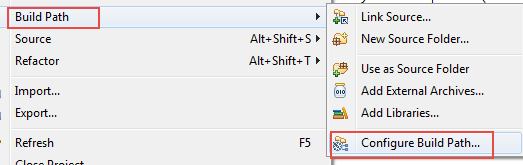 Build Path
Source Alt+Shift+S
Refactor Alt+Shift+T
Import...
Export...
Refresh F5
Close Project
Link Source...
New Source Folder...
Use as Source Folder
Add External Archives...
Add Libraries...
Configure Build Path...